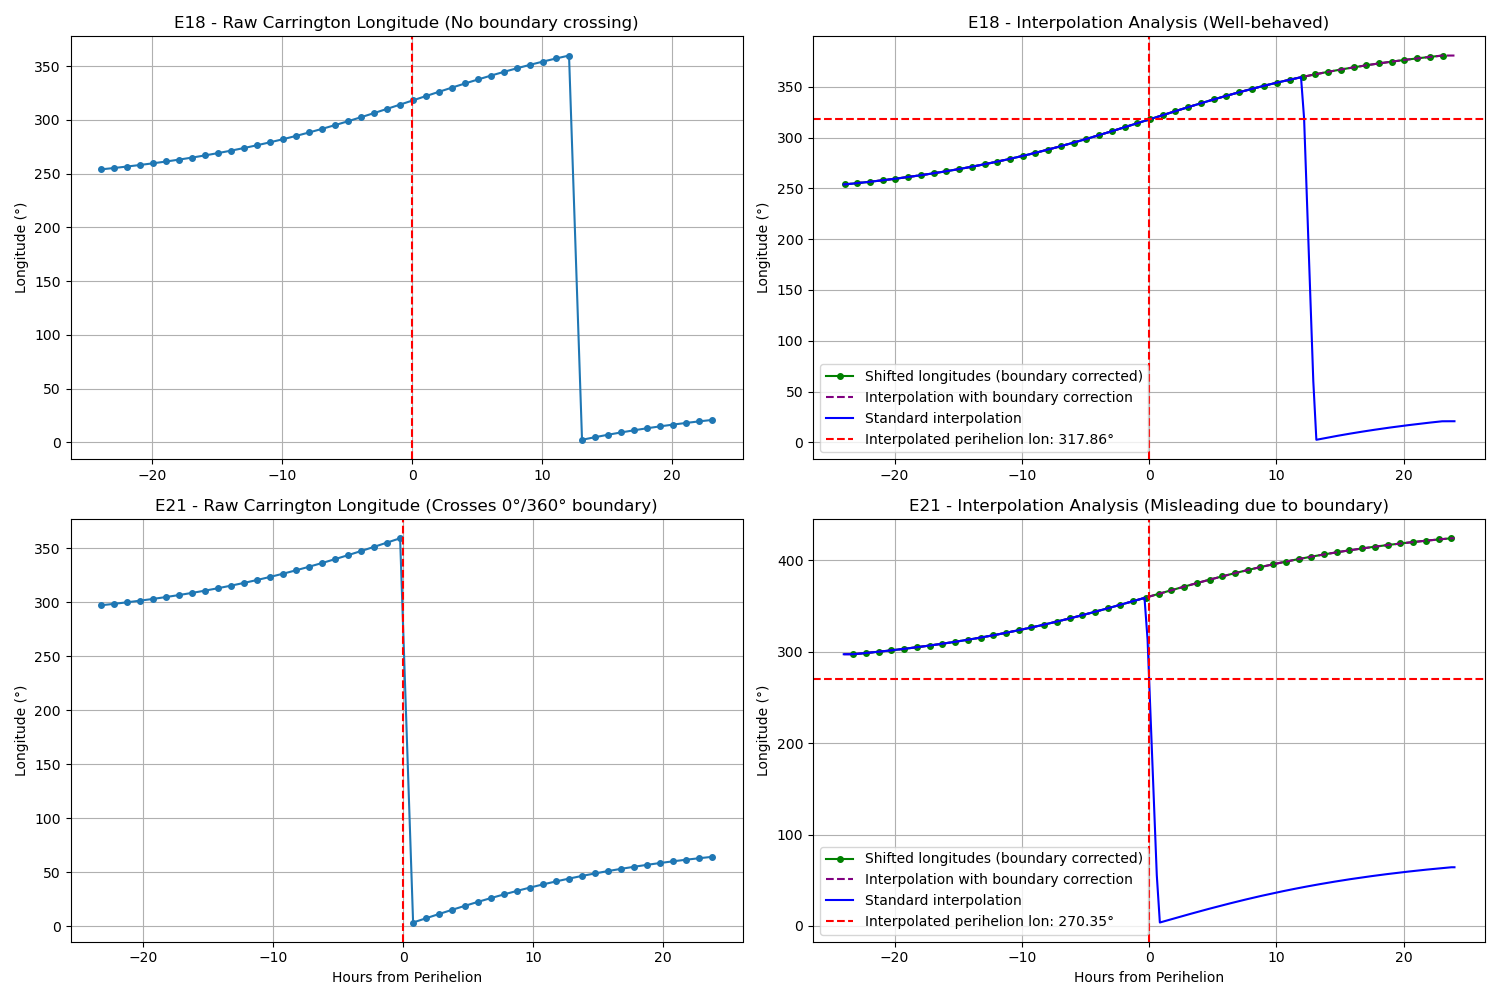 E18 - Raw Carrington Longitude (No boundary crossing)
350
300
250
200
150
100
50
0
Longitude (°)
−20
−10
0
10
20
E18 - Interpolation Analysis (Well-behaved)
350
300
250
200
150
100
50
0
Longitude (°)
Shifted longitudes (boundary corrected)
Interpolation with boundary correction
Standard interpolation
Interpolated perihelion lon: 317.86°
−20
−10
0
10
20
E21 - Raw Carrington Longitude (Crosses 0°/360° boundary)
350
300
250
200
150
100
50
0
Longitude (°)
−20
−10
0
10
20
Hours from Perihelion
E21 - Interpolation Analysis (Misleading due to boundary)
400
300
200
100
0
Longitude (°)
Shifted longitudes (boundary corrected)
Interpolation with boundary correction
Standard interpolation
Interpolated perihelion lon: 270.35°
−20
−10
0
10
20
Hours from Perihelion